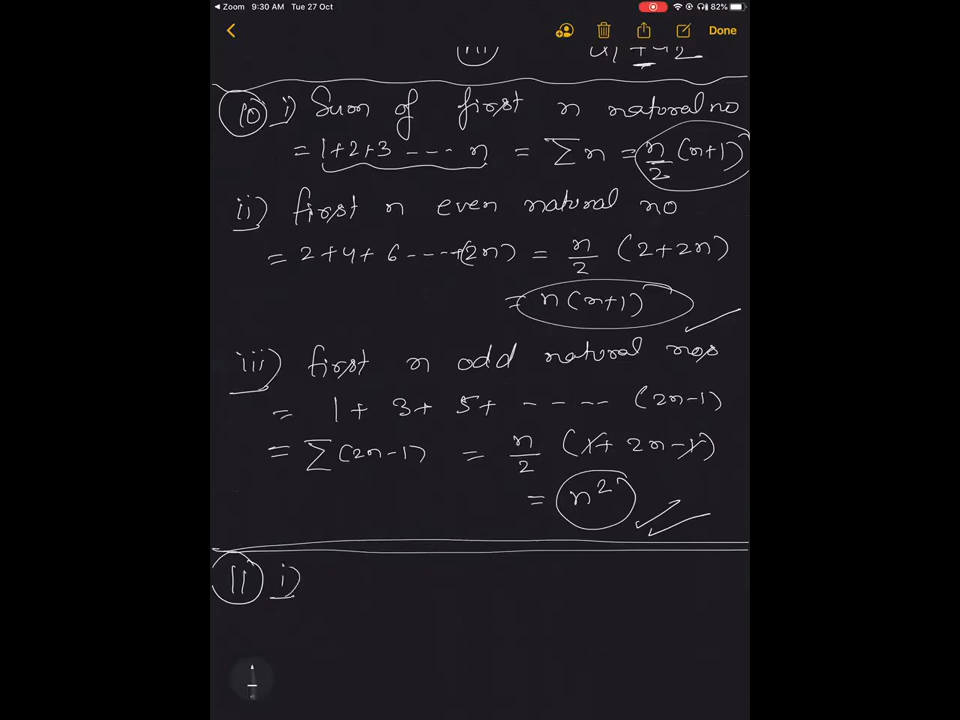 Zoom 9:30 AM Tue 27 Oct 82%
Done
(10) i) Sum of first n natural no
= 1+2+3 ---- n = ∑n = n/2 (n+1)
ii) first n even natural no
= 2+4+ 6 ----+(2n) = n/2 (2+2n)
= n(n+1)
iii) first n odd natural nos
= 1+ 3+ 5+ ---- (2n-1)
= ∑(2n-1) = n/2 (1+ 2n-1)
= n²
(11) i)